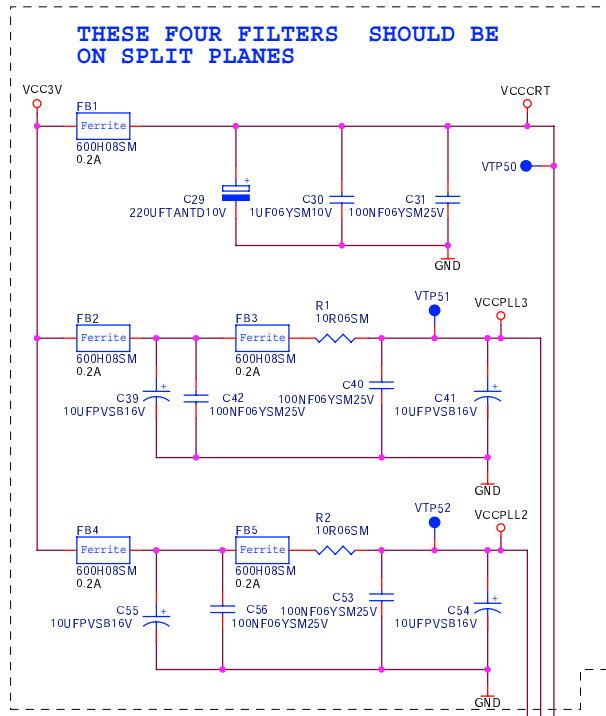 THESE FOUR FILTERS SHOULD BE
ON SPLIT PLANES
VCC3V
VCCCRT
FB1
Ferrite
600H08SM
0.2A
VTP50
C29
220UFTANTD10V
+
C30
1UF06YSM10V
C31
100NF06YSM25V
GND
FB2
Ferrite
600H08SM
0.2A
FB3
Ferrite
600H08SM
0.2A
R1
10R06SM
VTP51
VCCPLL3
C39
10UFPVSB16V
+
C42
100NF06YSM25V
C40
100NF06YSM25V
C41
10UFPVSB16V
+
GND
FB4
Ferrite
600H08SM
0.2A
FB5
Ferrite
600H08SM
0.2A
R2
10R06SM
VTP52
VCCPLL2
C55
10UFPVSB16V
+
C56
100NF06YSM25V
C53
100NF06YSM25V
C54
10UFPVSB16V
+
GND